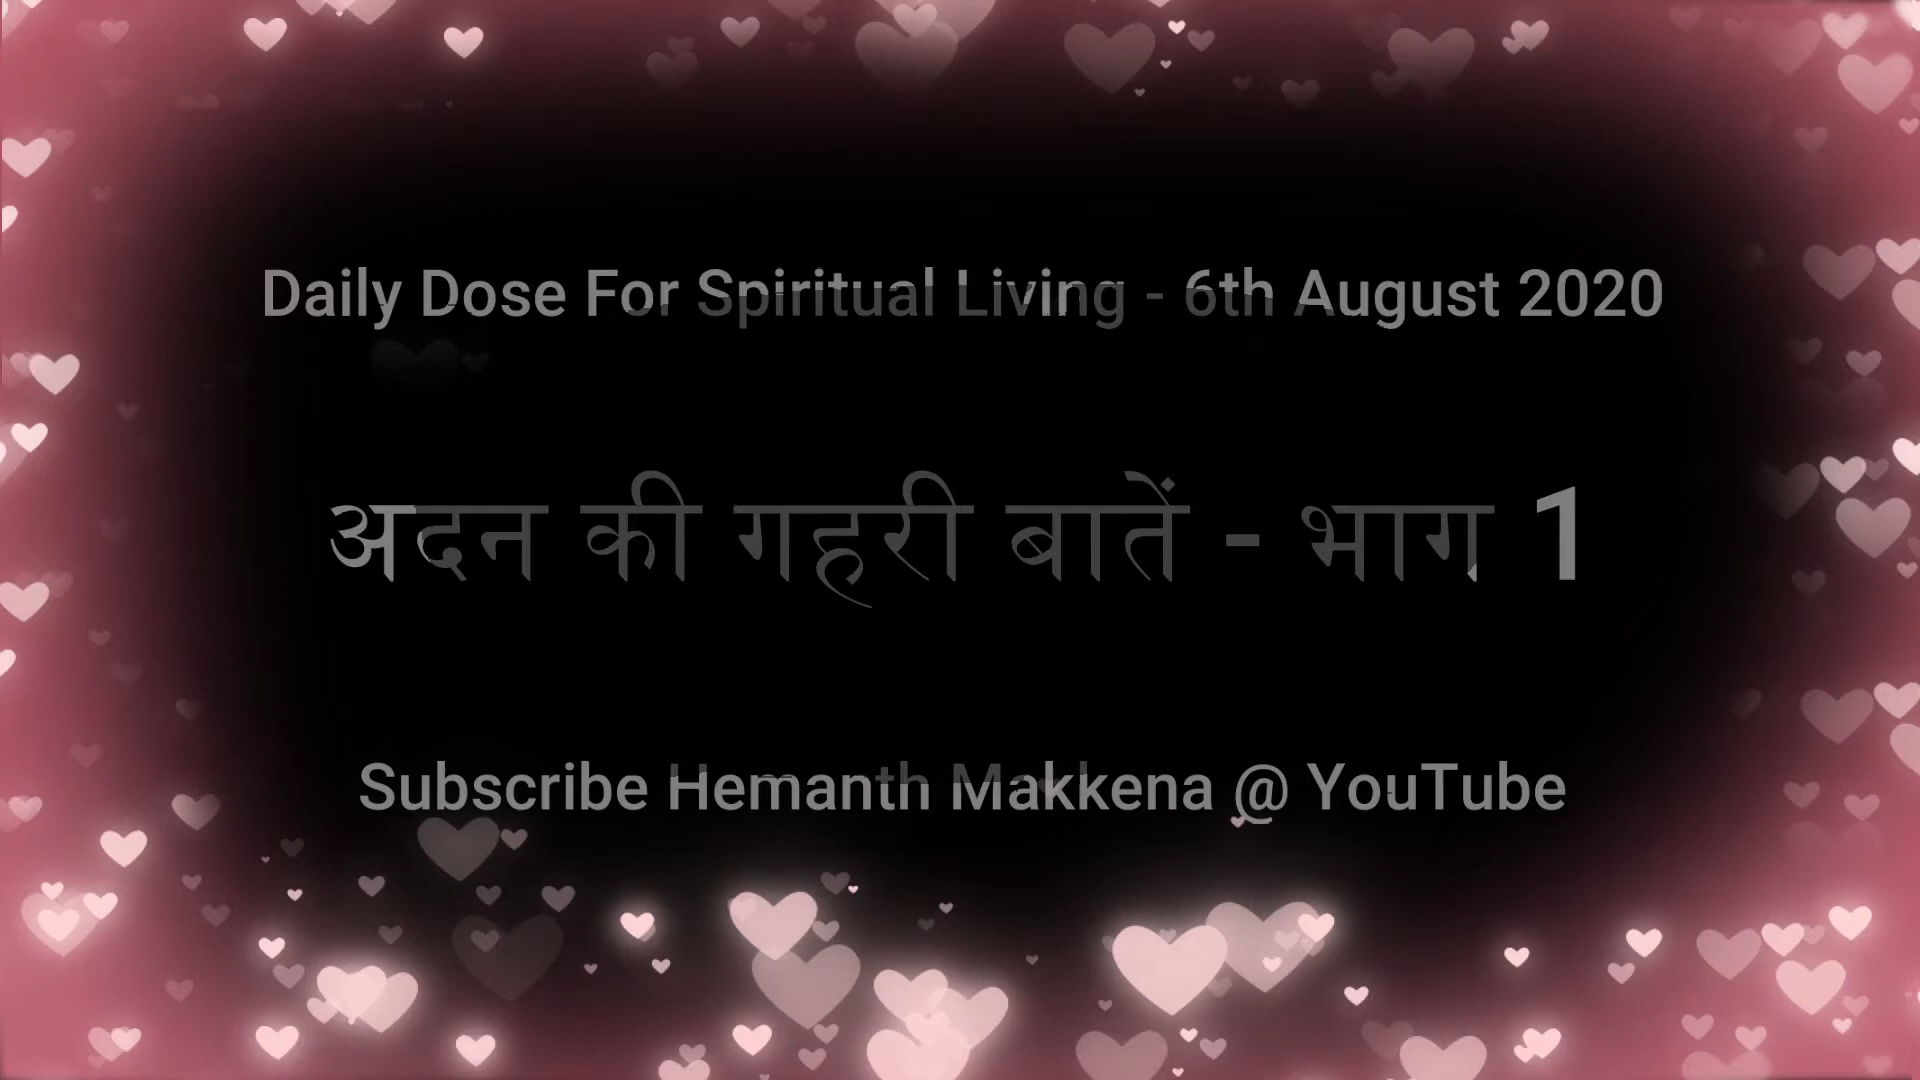 Daily Dose For Spiritual Living - 6th August 2020
अदन की गहरी बातें - भाग 1
Subscribe Hemanth Makkena @ YouTube